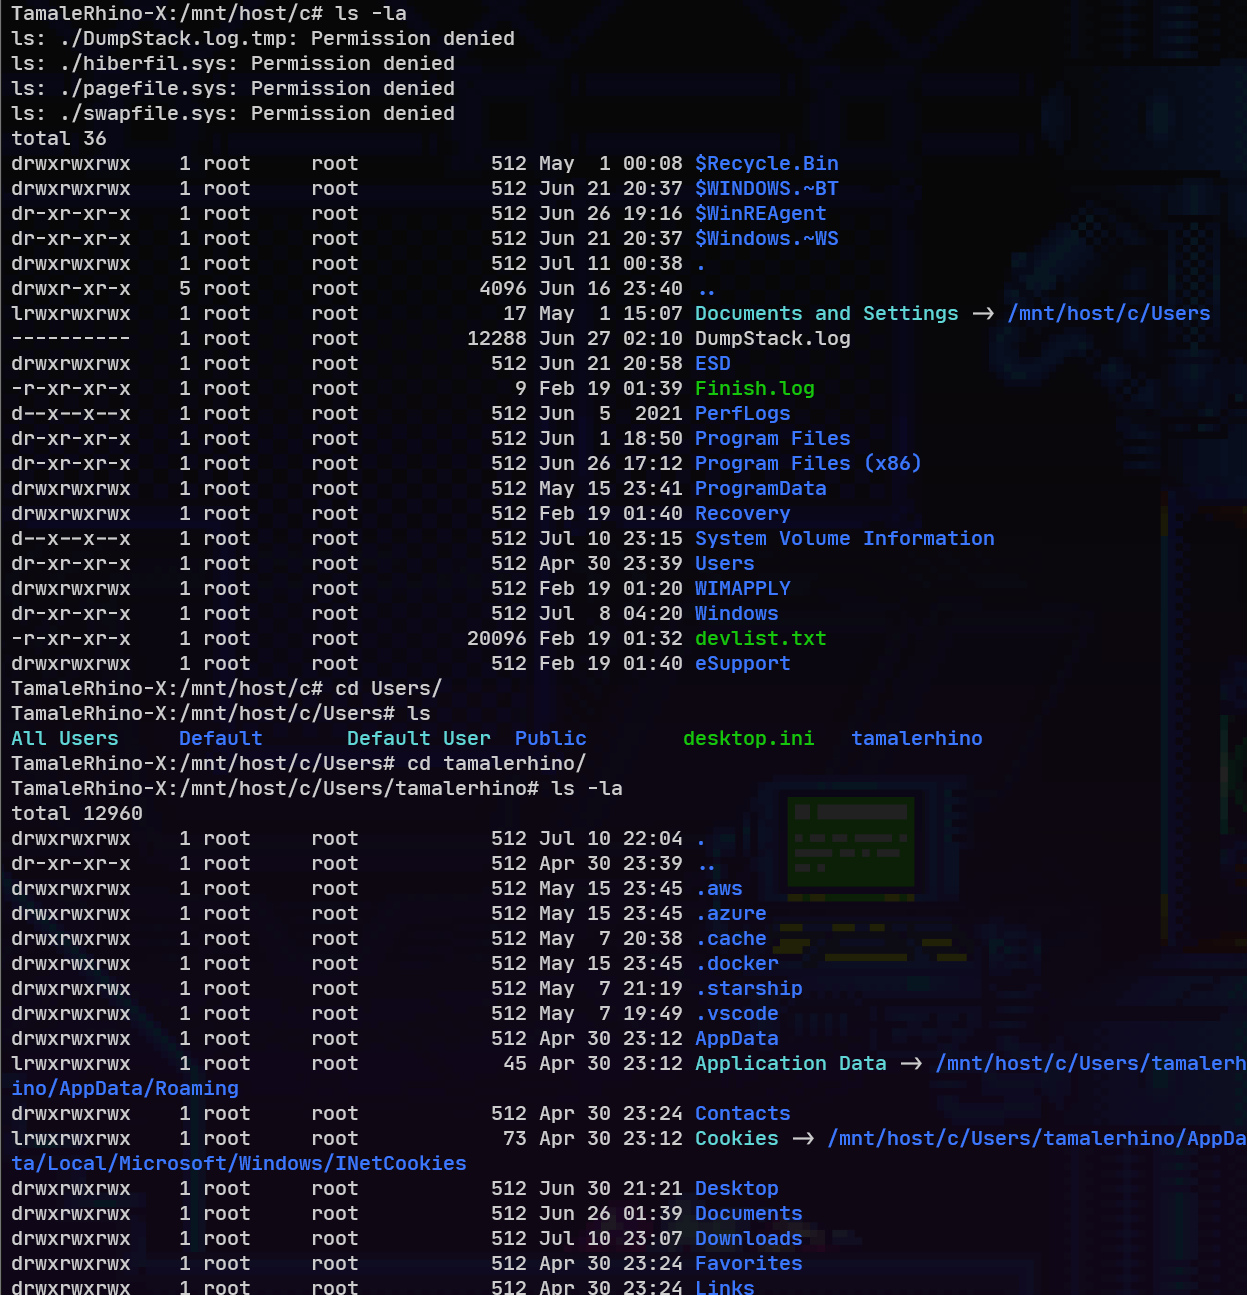 TamaleRhino-X:/mnt/host/c# ls -la
ls: ./DumpStack.log.tmp: Permission denied
ls: ./hiberfil.sys: Permission denied
ls: ./pagefile.sys: Permission denied
ls: ./swapfile.sys: Permission denied
total 36
drwxrwxrwx    1 root     root           512 May  1 00:08 $Recycle.Bin
drwxrwxrwx    1 root     root           512 Jun 21 20:37 $WINDOWS.~BT
dr-xr-xr-x    1 root     root           512 Jun 26 19:16 $WinREAgent
dr-xr-xr-x    1 root     root           512 Jun 21 20:37 $Windows.~WS
drwxrwxrwx    1 root     root           512 Jul 11 00:38 .
drwxr-xr-x    5 root     root          4096 Jun 16 23:40 ..
lrwxrwxrwx    1 root     root            17 May  1 15:07 Documents and Settings -> /mnt/host/c/Users
----------    1 root     root         12288 Jun 27 02:10 DumpStack.log
drwxrwxrwx    1 root     root           512 Jun 21 20:58 ESD
-r-xr-xr-x    1 root     root             9 Feb 19 01:39 Finish.log
d--x--x--x    1 root     root           512 Jun  5  2021 PerfLogs
dr-xr-xr-x    1 root     root           512 Jun  1 18:50 Program Files
dr-xr-xr-x    1 root     root           512 Jun 26 17:12 Program Files (x86)
drwxrwxrwx    1 root     root           512 May 15 23:41 ProgramData
drwxrwxrwx    1 root     root           512 Feb 19 01:40 Recovery
d--x--x--x    1 root     root           512 Jul 10 23:15 System Volume Information
dr-xr-xr-x    1 root     root           512 Apr 30 23:39 Users
drwxrwxrwx    1 root     root           512 Feb 19 01:20 WIMAPPLY
dr-xr-xr-x    1 root     root           512 Jul  8 04:20 Windows
-r-xr-xr-x    1 root     root         20096 Feb 19 01:32 devlist.txt
drwxrwxrwx    1 root     root           512 Feb 19 01:40 eSupport
TamaleRhino-X:/mnt/host/c# cd Users/
TamaleRhino-X:/mnt/host/c/Users# ls
All Users     Default       Default User  Public        desktop.ini   tamalerhino
TamaleRhino-X:/mnt/host/c/Users# cd tamalerhino/
TamaleRhino-X:/mnt/host/c/Users/tamalerhino# ls -la
total 12960
drwxrwxrwx    1 root     root           512 Jul 10 22:04 .
dr-xr-xr-x    1 root     root           512 Apr 30 23:39 ..
drwxrwxrwx    1 root     root           512 May 15 23:45 .aws
drwxrwxrwx    1 root     root           512 May 15 23:45 .azure
drwxrwxrwx    1 root     root           512 May  7 20:38 .cache
drwxrwxrwx    1 root     root           512 May 15 23:45 .docker
drwxrwxrwx    1 root     root           512 May  7 21:19 .starship
drwxrwxrwx    1 root     root           512 May  7 19:49 .vscode
drwxrwxrwx    1 root     root           512 Apr 30 23:12 AppData
lrwxrwxrwx    1 root     root            45 Apr 30 23:12 Application Data -> /mnt/host/c/Users/tamalerh
ino/AppData/Roaming
drwxrwxrwx    1 root     root           512 Apr 30 23:24 Contacts
lrwxrwxrwx    1 root     root            73 Apr 30 23:12 Cookies -> /mnt/host/c/Users/tamalerhino/AppDa
ta/Local/Microsoft/Windows/INetCookies
drwxrwxrwx    1 root     root           512 Jun 30 21:21 Desktop
drwxrwxrwx    1 root     root           512 Jun 26 01:39 Documents
drwxrwxrwx    1 root     root           512 Jul 10 23:07 Downloads
drwxrwxrwx    1 root     root           512 Apr 30 23:24 Favorites
drwxrwxrwx    1 root     root           512 Apr 30 23:24 Links